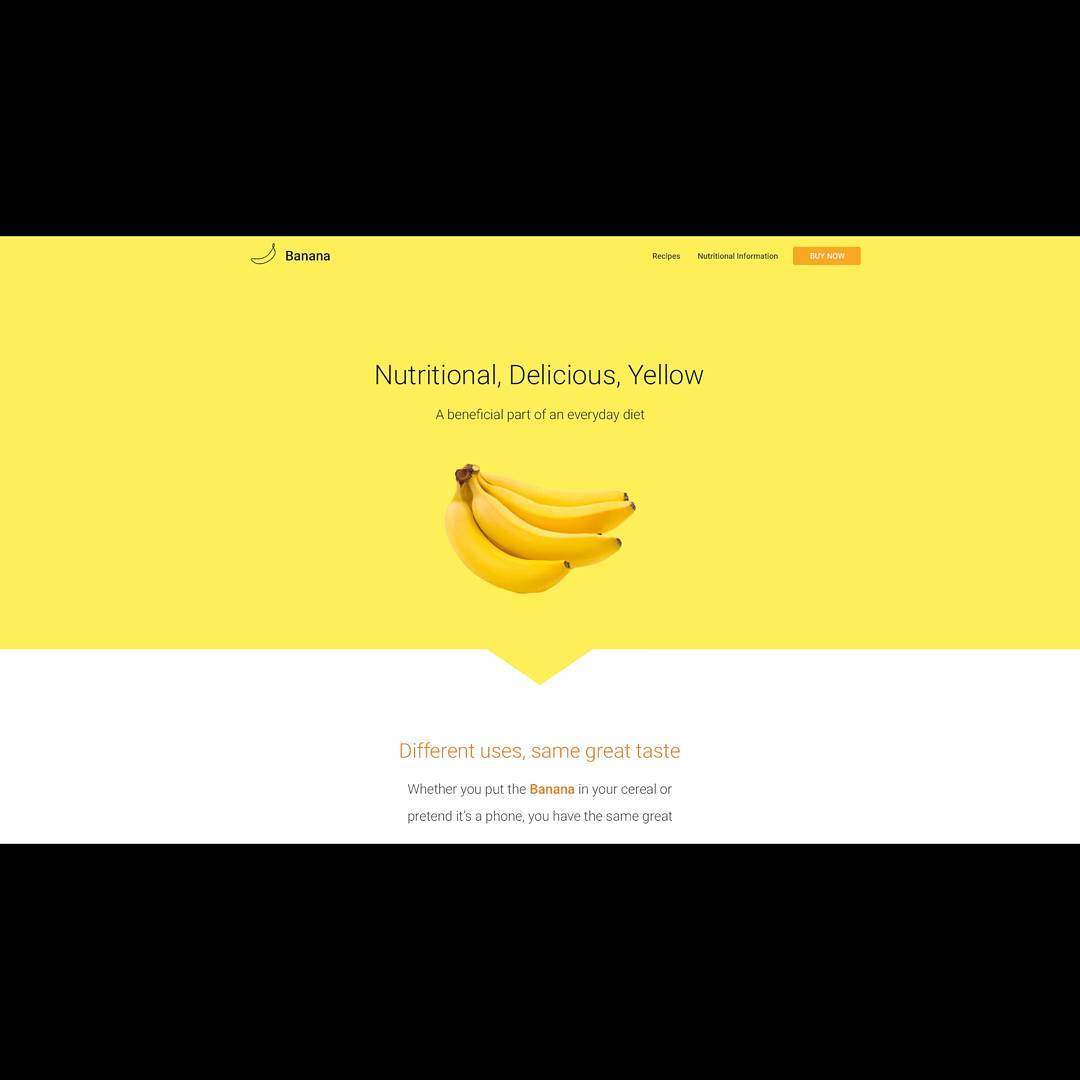 Banana
Recipes
Nutritional Information
BUY NOW
Nutritional, Delicious, Yellow
A beneficial part of an everyday diet
Different uses, same great taste
Whether you put the Banana in your cereal or
pretend it's a phone, you have the same great